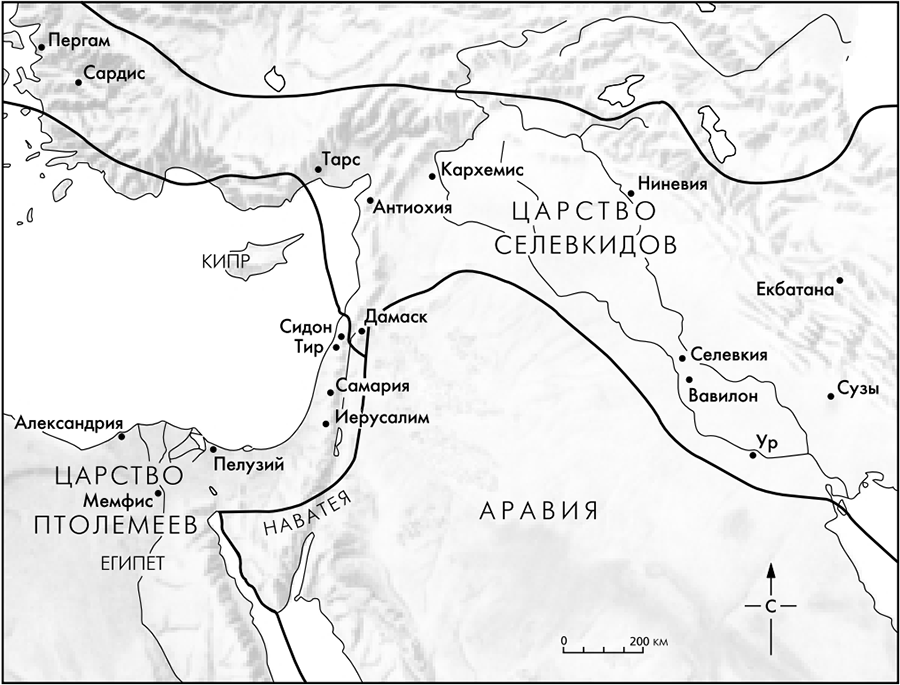 Пергам
Сардис
Тарс
Кархемис
Ниневия
Антиохия
ЦАРСТВО
СЕЛЕВКИДОВ
КИПР
Екбатана
Дамаск
Сидон
Тир
Селевкия
Самария
Вавилон
Сузы
Иерусалим
Александрия
Ур
Пелузий
ЦАРСТВО
Мемфис
ПТОЛЕМЕЕВ
НАВАТЕЯ
АРАВИЯ
ЕГИПЕТ
С
0 200 км